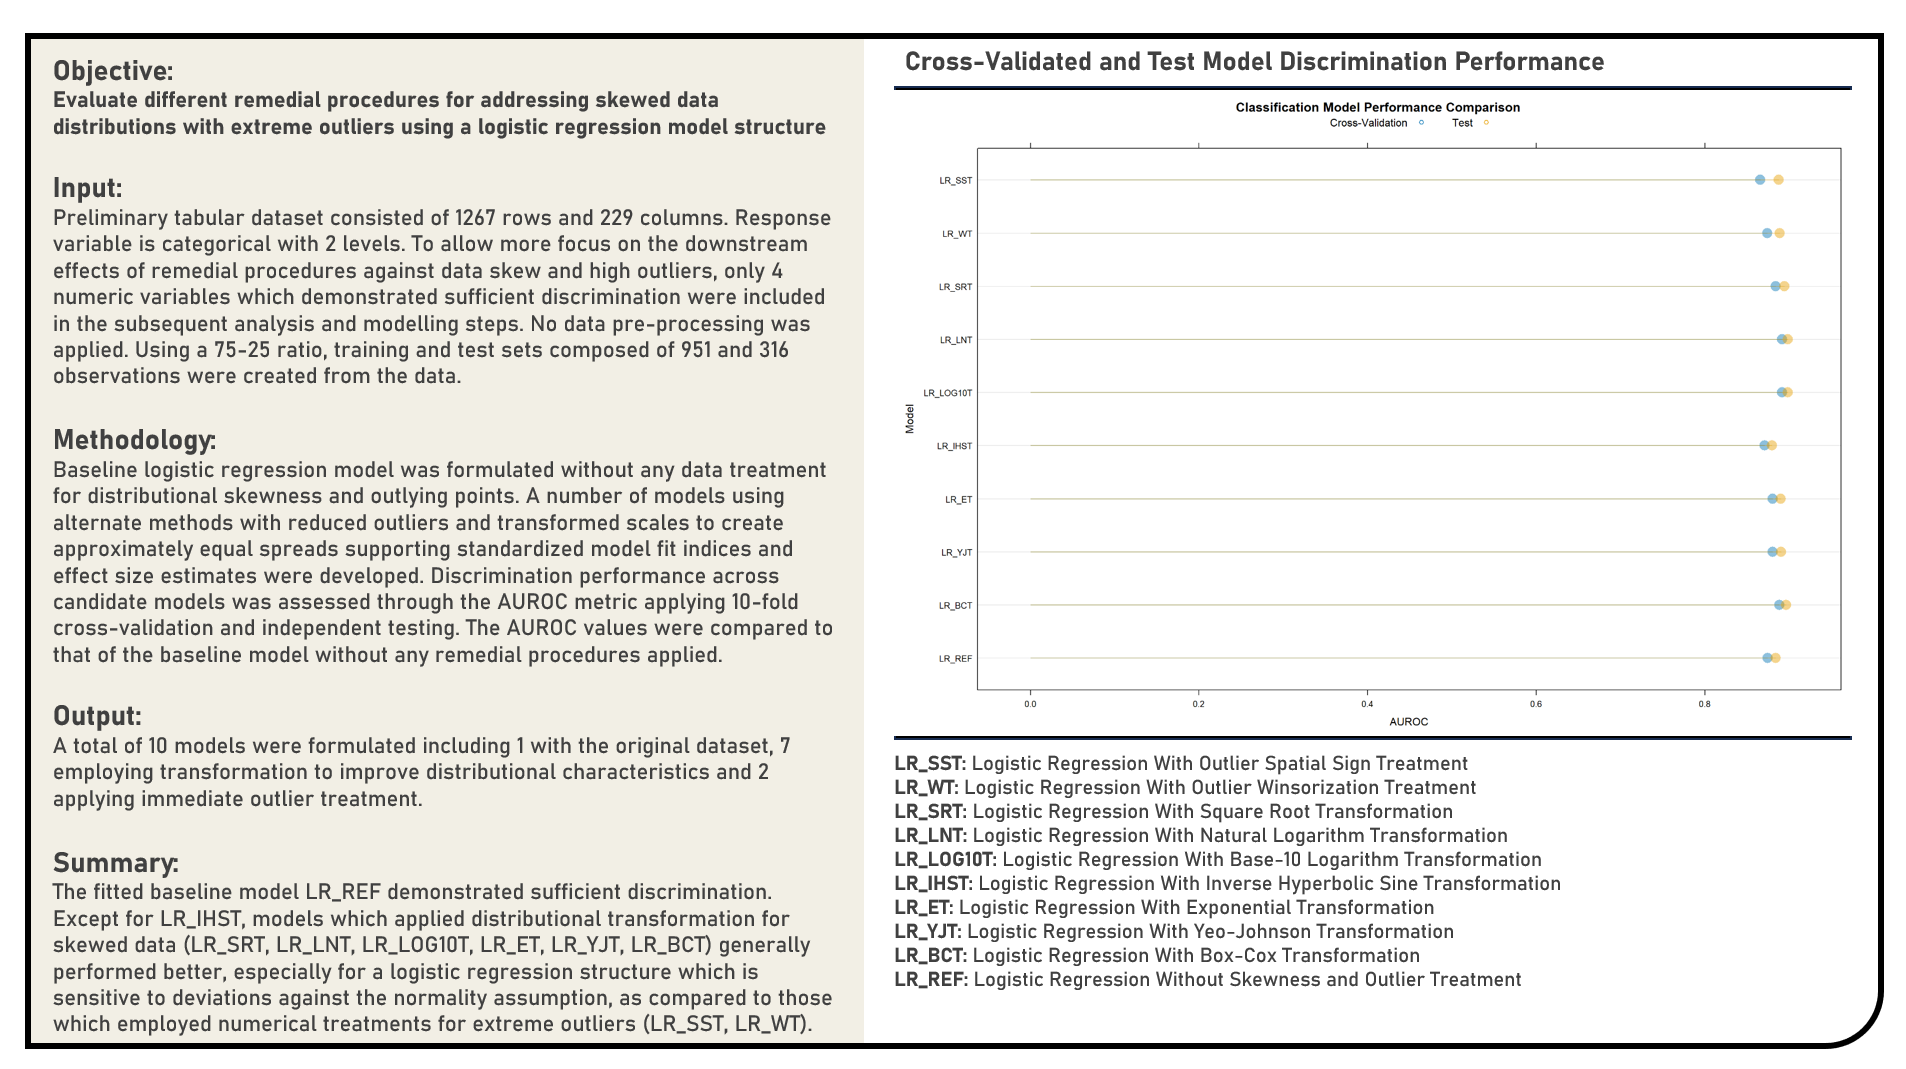 Objective:
Evaluate different remedial procedures for addressing skewed data
distributions with extreme outliers using a logistic regression model structure
Input:
Preliminary tabular dataset consisted of 1267 rows and 229 columns. Response
variable is categorical with 2 levels. To allow more focus on the downstream
effects of remedial procedures against data skew and high outliers, only 4
numeric variables which demonstrated sufficient discrimination were included
in the subsequent analysis and modelling steps. No data pre-processing was
applied. Using a 75-25 ratio, training and test sets composed of 951 and 316
observations were created from the data.
Methodology:
Baseline logistic regression model was formulated without any data treatment
for distributional skewness and outlying points. A number of models using
alternate methods with reduced outliers and transformed scales to create
approximately equal spreads supporting standardized model fit indices and
effect size estimates were developed. Discrimination performance across
candidate models was assessed through the AUROC metric applying 10-fold
cross-validation and independent testing. The AUROC values were compared to
that of the baseline model without any remedial procedures applied.
Output:
A total of 10 models were formulated including 1 with the original dataset, 7
employing transformation to improve distributional characteristics and 2
applying immediate outlier treatment.
Summary:
The fitted baseline model LR_REF demonstrated sufficient discrimination.
Except for LR_IHST, models which applied distributional transformation for
skewed data (LR_SRT, LR_LNT, LR_LOG10T, LR_ET, LR_YJT, LR_BCT) generally
performed better, especially for a logistic regression structure which is
sensitive to deviations against the normality assumption, as compared to those
which employed numerical treatments for extreme outliers (LR_SST, LR_WT).
Cross-Validated and Test Model Discrimination Performance
Classification Model Performance Comparison
Cross-Validation Test
LR_SST
LR_WT
LR_SRT
LR_LNT
LR_LOG10T
Model
LR_IHST
LR_ET
LR_YJT
LR_BCT
LR_REF
0.0 0.2 0.4 0.6 0.8
AUROC
LR_SST: Logistic Regression With Outlier Spatial Sign Treatment
LR_WT: Logistic Regression With Outlier Winsorization Treatment
LR_SRT: Logistic Regression With Square Root Transformation
LR_LNT: Logistic Regression With Natural Logarithm Transformation
LR_LOG10T: Logistic Regression With Base-10 Logarithm Transformation
LR_IHST: Logistic Regression With Inverse Hyperbolic Sine Transformation
LR_ET: Logistic Regression With Exponential Transformation
LR_YJT: Logistic Regression With Yeo-Johnson Transformation
LR_BCT: Logistic Regression With Box-Cox Transformation
LR_REF: Logistic Regression Without Skewness and Outlier Treatment